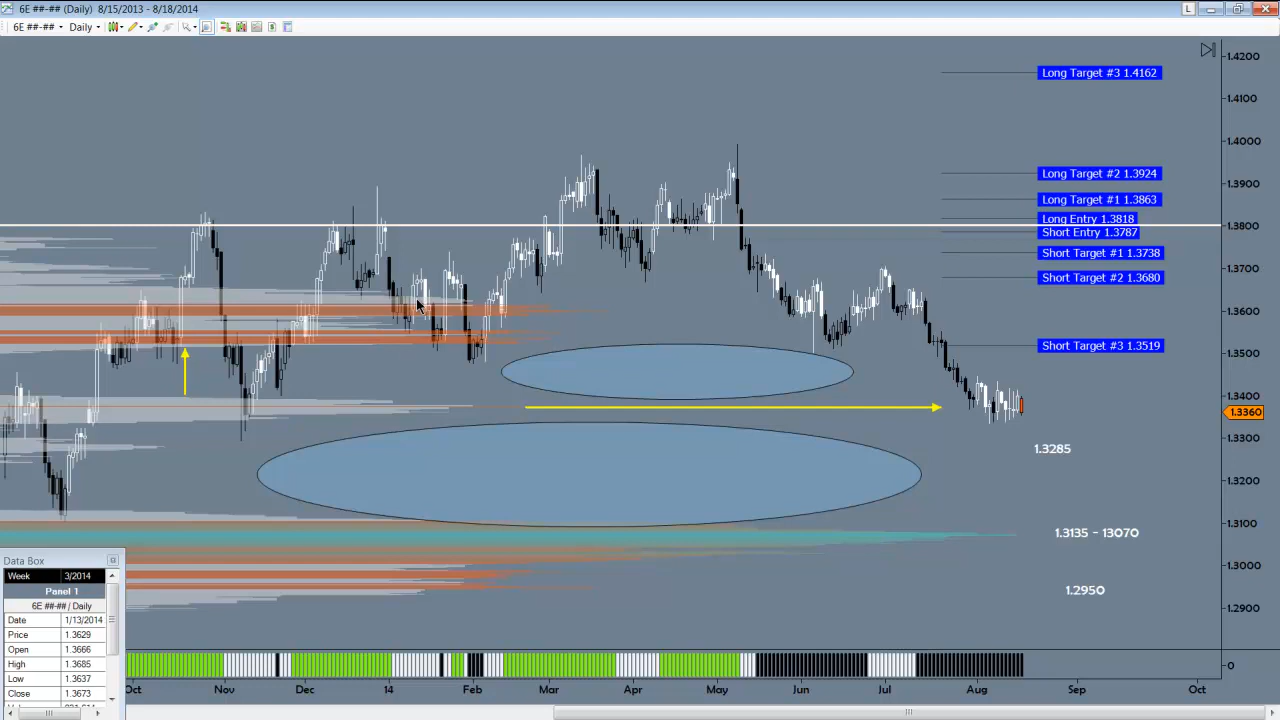 6E ##-## (Daily) 8/15/2013 - 8/18/2014
L
6E ##-## Daily
1.4200
Long Target #3 1.4162
1.4100
1.4000
Long Target #2 1.3924
1.3900
Long Target #1 1.3863
Long Entry 1.3818
1.3800
Short Entry 1.3787
Short Target #1 1.3738
1.3700
Short Target #2 1.3680
1.3600
Short Target #3 1.3519
1.3500
1.3400
1.3360
1.3300
1.3285
1.3200
1.3100
1.3135 - 13070
1.3000
1.2950
1.2900
Data Box
Week 3/2014
Panel 1
6E ##-## / Daily
Date 1/13/2014
Price 1.3629
Open 1.3666
High 1.3685
Low 1.3637
Close 1.3673
0
Oct Nov Dec 14 Feb Mar Apr May Jun Jul Aug Sep Oct